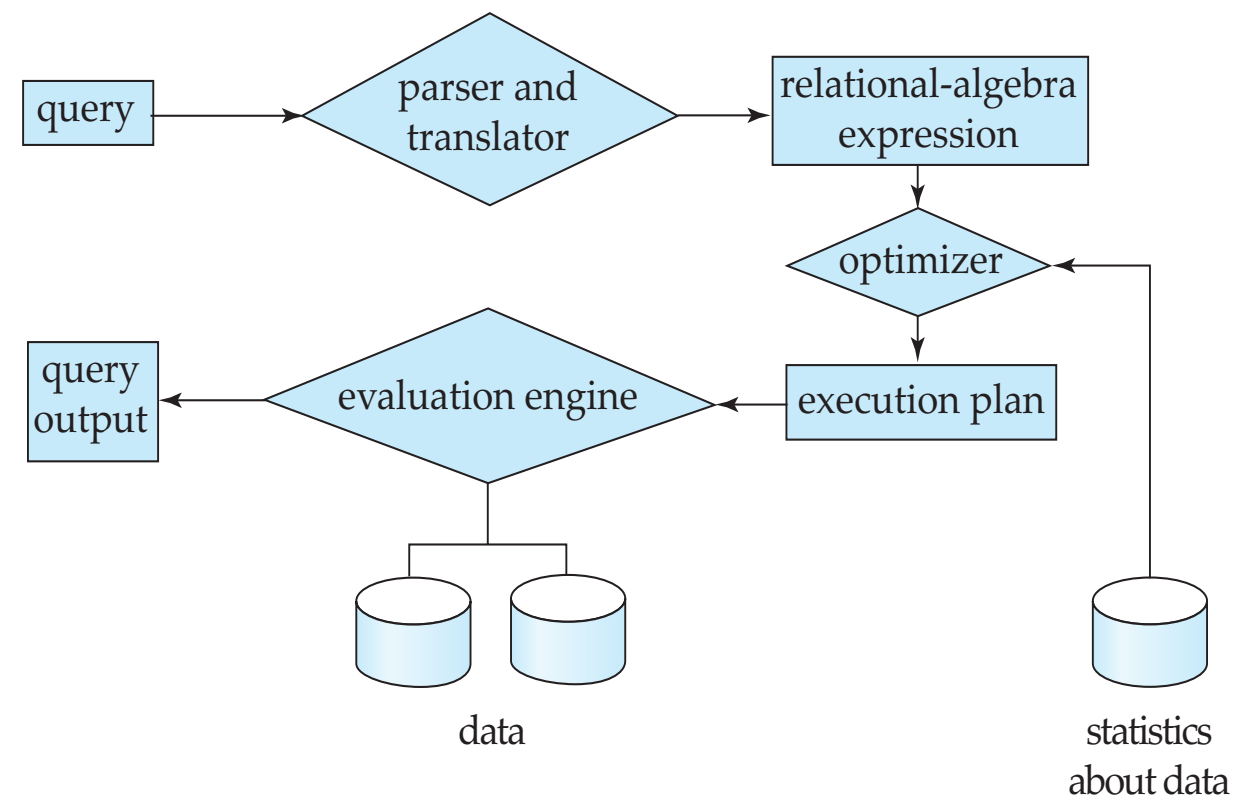 query
parser and
translator
relational-algebra
expression
optimizer
query
output
evaluation engine
execution plan
data
statistics
about data